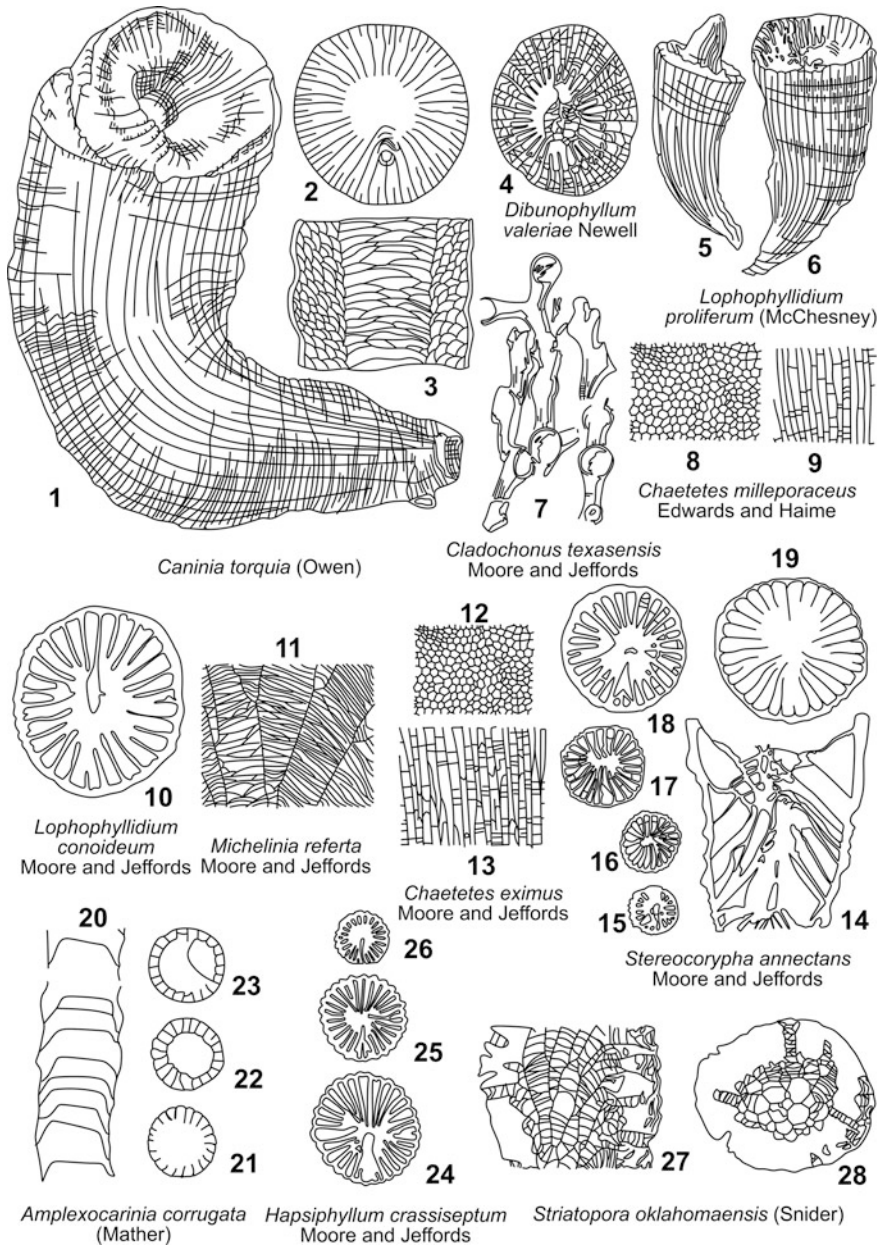 2
4
Dibunophyllum
valeriae Newell
5
6
Lophophyllidium
proliferum (McChesney)
3
1
Caninia torquia (Owen)
7
Cladochonus texasensis
Moore and Jeffords
8
9
Chaetetes milleporaceus
Edwards and Haime
10
Lophophyllidium
conoideum
Moore and Jeffords
11
Michelinia referta
Moore and Jeffords
12
13
Chaetetes eximus
Moore and Jeffords
19
18
17
16
15
14
Stereocorypha annectans
Moore and Jeffords
20
23
22
21
Amplexocarinia corrugata
(Mather)
26
25
24
Hapsiphyllum crassiseptum
Moore and Jeffords
27
28
Striatopora oklahomaensis (Snider)